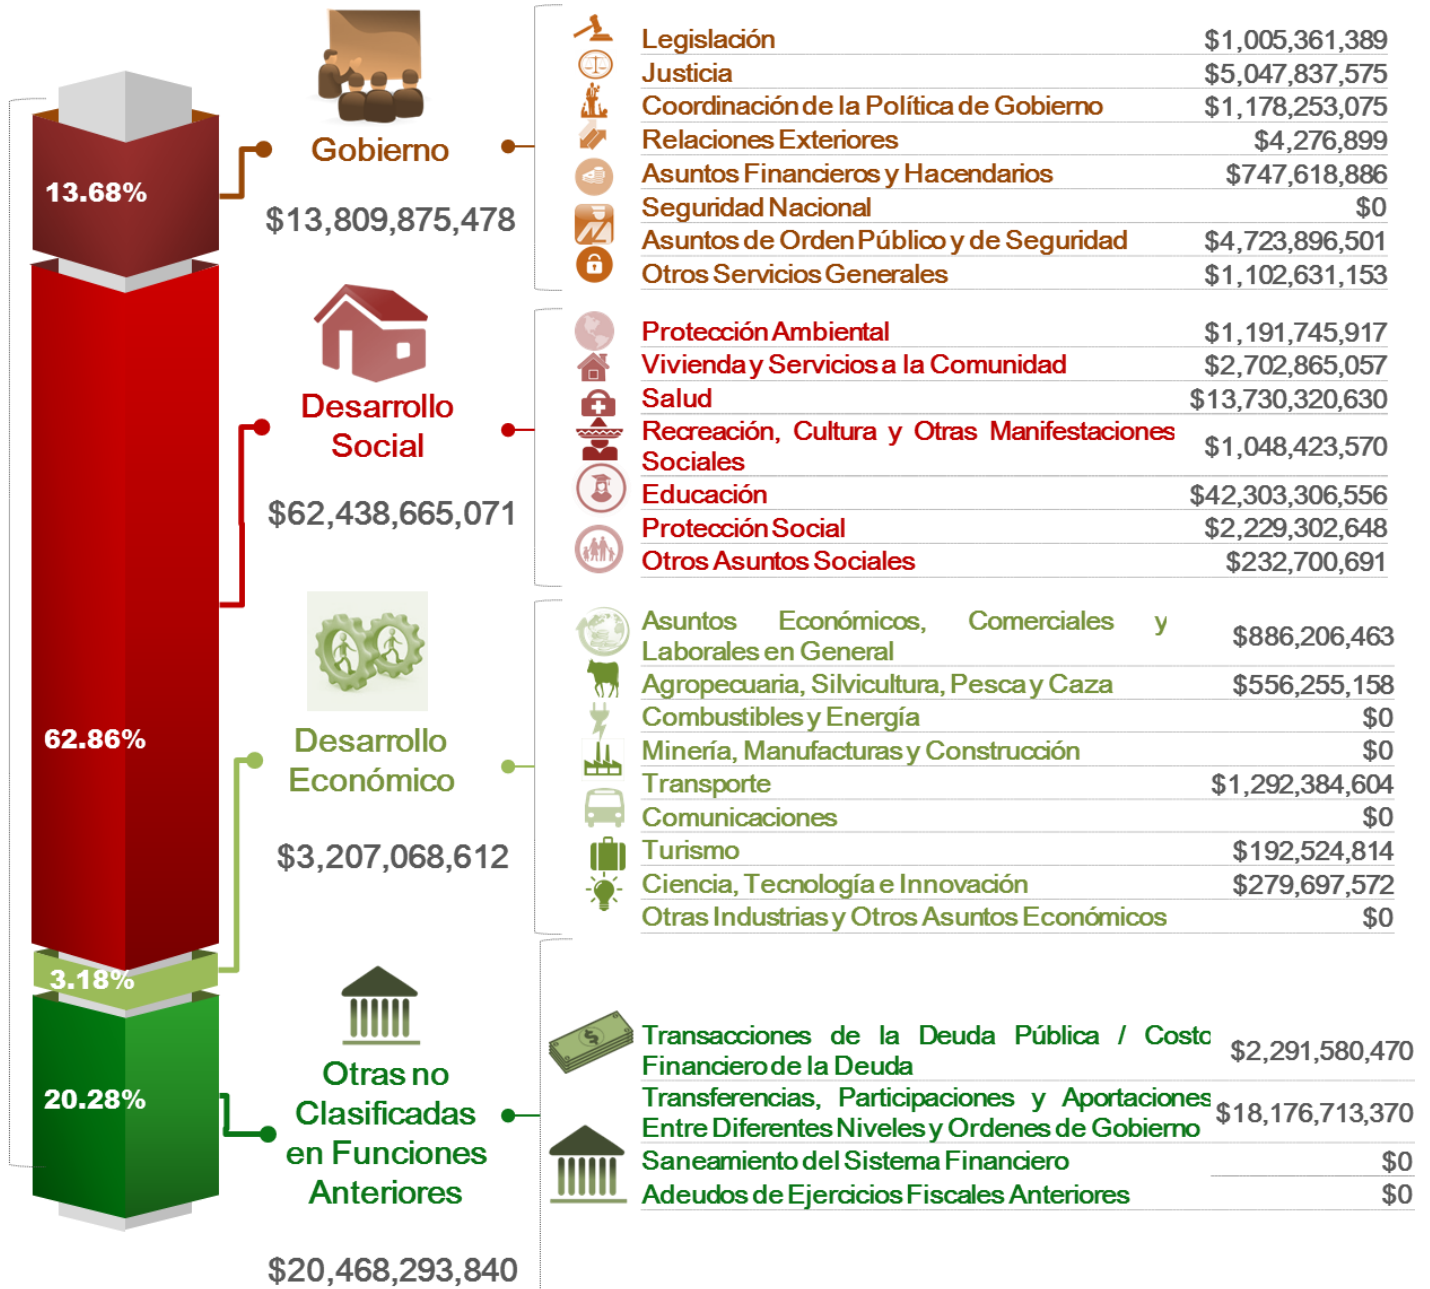 13.68%
62.86%
3.18%
20.28%
Gobierno
$13,809,875,478
Legislación $1,005,361,389
Justicia $5,047,837,575
Coordinación de la Política de Gobierno $1,178,253,075
Relaciones Exteriores $4,276,899
Asuntos Financieros y Hacendarios $747,618,886
Seguridad Nacional $0
Asuntos de Orden Público y de Seguridad $4,723,896,501
Otros Servicios Generales $1,102,631,153
Desarrollo
Social
$62,438,665,071
Protección Ambiental $1,191,745,917
Vivienda y Servicios a la Comunidad $2,702,865,057
Salud $13,730,320,630
Recreación, Cultura y Otras Manifestaciones
Sociales $1,048,423,570
Educación $42,303,306,556
Protección Social $2,229,302,648
Otros Asuntos Sociales $232,700,691
Desarrollo
Económico
$3,207,068,612
Asuntos Económicos, Comerciales y
Laborales en General $886,206,463
Agropecuaria, Silvicultura, Pesca y Caza $556,255,158
Combustibles y Energía $0
Minería, Manufacturas y Construcción $0
Transporte $1,292,384,604
Comunicaciones $0
Turismo $192,524,814
Ciencia, Tecnología e Innovación $279,697,572
Otras Industrias y Otros Asuntos Económicos $0
Otras no
Clasificadas
en Funciones
Anteriores
$20,468,293,840
Transacciones de la Deuda Pública / Costo
Financiero de la Deuda $2,291,580,470
Transferencias, Participaciones y Aportaciones
Entre Diferentes Niveles y Ordenes de Gobierno $18,176,713,370
Saneamiento del Sistema Financiero $0
Adeudos de Ejercicios Fiscales Anteriores $0